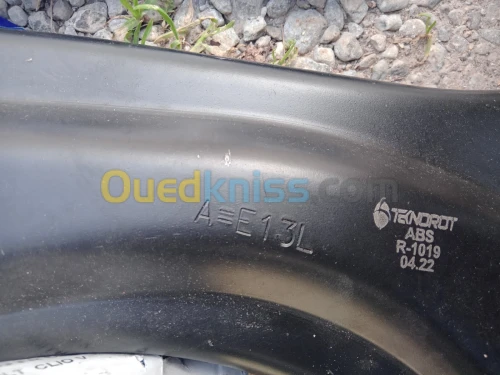 Ouedkniss.com
A≡E13L
TEKNOROT
ABS
R-1019
04.22